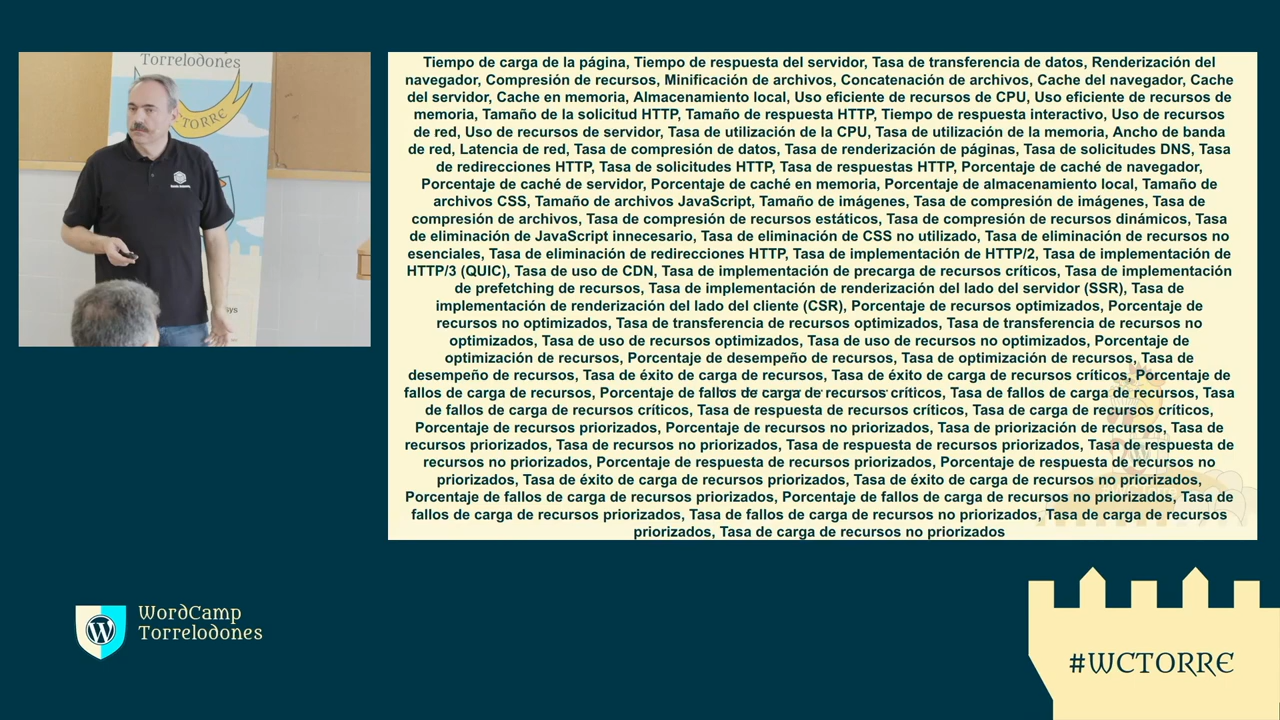 WordCamp
Torrelodones
TORRE
sys
Tiempo de carga de la página, Tiempo de respuesta del servidor, Tasa de transferencia de datos, Renderización del
navegador, Compresión de recursos, Minificación de archivos, Concatenación de archivos, Cache del navegador, Cache
del servidor, Cache en memoria, Almacenamiento local, Uso eficiente de recursos de CPU, Uso eficiente de recursos de
memoria, Tamaño de la solicitud HTTP, Tamaño de respuesta HTTP, Tiempo de respuesta interactivo, Uso de recursos
de red, Uso de recursos de servidor, Tasa de utilización de la CPU, Tasa de utilización de la memoria, Ancho de banda
de red, Latencia de red, Tasa de compresión de datos, Tasa de renderización de páginas, Tasa de solicitudes DNS, Tasa
de redirecciones HTTP, Tasa de solicitudes HTTP, Tasa de respuestas HTTP, Porcentaje de caché de navegador,
Porcentaje de caché de servidor, Porcentaje de caché en memoria, Porcentaje de almacenamiento local, Tamaño de
archivos CSS, Tamaño de archivos JavaScript, Tamaño de imágenes, Tasa de compresión de imágenes, Tasa de
compresión de archivos, Tasa de compresión de recursos estáticos, Tasa de compresión de recursos dinámicos, Tasa
de eliminación de JavaScript innecesario, Tasa de eliminación de CSS no utilizado, Tasa de eliminación de recursos no
esenciales, Tasa de eliminación de redirecciones HTTP, Tasa de implementación de HTTP/2, Tasa de implementación de
HTTP/3 (QUIC), Tasa de uso de CDN, Tasa de implementación de precarga de recursos críticos, Tasa de implementación
de prefetching de recursos, Tasa de implementación de renderización del lado del servidor (SSR), Tasa de
implementación de renderización del lado del cliente (CSR), Porcentaje de recursos optimizados, Porcentaje de
recursos no optimizados, Tasa de transferencia de recursos optimizados, Tasa de transferencia de recursos no
optimizados, Tasa de uso de recursos optimizados, Tasa de uso de recursos no optimizados, Porcentaje de
optimización de recursos, Porcentaje de desempeño de recursos, Tasa de optimización de recursos, Tasa de
desempeño de recursos, Tasa de éxito de carga de recursos, Tasa de éxito de carga de recursos críticos, Porcentaje de
fallos de carga de recursos, Porcentaje de fallos de carga de recursos críticos, Tasa de fallos de carga de recursos, Tasa
de fallos de carga de recursos críticos, Tasa de respuesta de recursos críticos, Tasa de carga de recursos críticos,
Porcentaje de recursos priorizados, Porcentaje de recursos no priorizados, Tasa de priorización de recursos, Tasa de
recursos priorizados, Tasa de recursos no priorizados, Tasa de respuesta de recursos priorizados, Tasa de respuesta de
recursos no priorizados, Porcentaje de respuesta de recursos priorizados, Porcentaje de respuesta de recursos no
priorizados, Tasa de éxito de carga de recursos priorizados, Tasa de éxito de carga de recursos no priorizados,
Porcentaje de fallos de carga de recursos priorizados, Porcentaje de fallos de carga de recursos no priorizados, Tasa de
fallos de carga de recursos priorizados, Tasa de fallos de carga de recursos no priorizados, Tasa de carga de recursos
priorizados, Tasa de carga de recursos no priorizados
WordCamp
Torrelodones
#WCTORRE